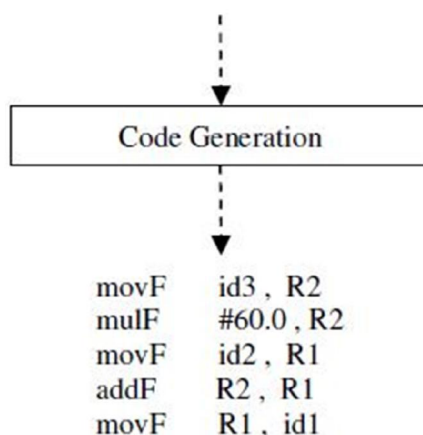 Code Generation
movF id3 , R2
mulF #60.0 , R2
movF id2 , R1
addF R2 , R1
movF R1 , id1